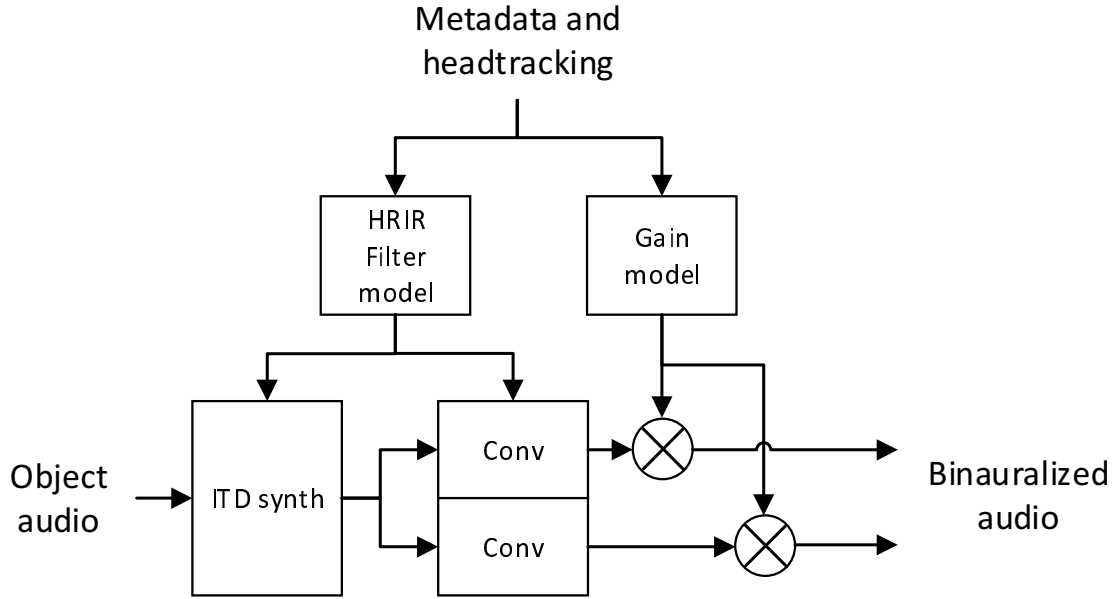 Metadata and
headtracking
HRIR
Filter
model
Gain
model
Object
audio
ITD synth
Conv
Conv
Binauralized
audio